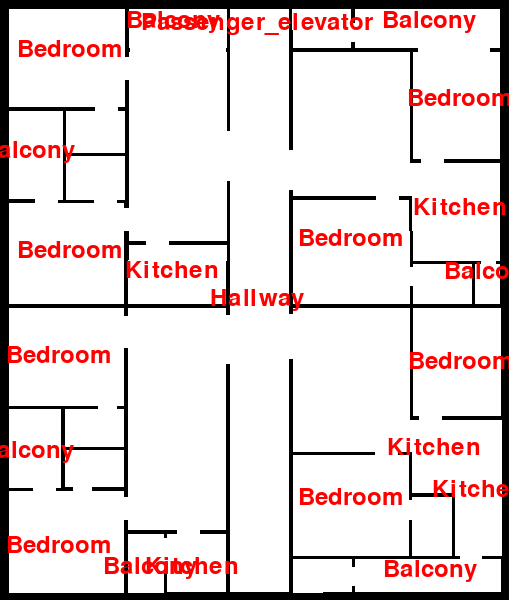 Balcony
Passenger_elevator
Balcony
Bedroom
Bedroom
alcony
Kitchen
Bedroom
Bedroom
Kitchen
Balco
Hallway
Bedroom
Bedroom
alcony
Kitchen
Kitche
Bedroom
Bedroom
Balcony
Kitchen
Balcony